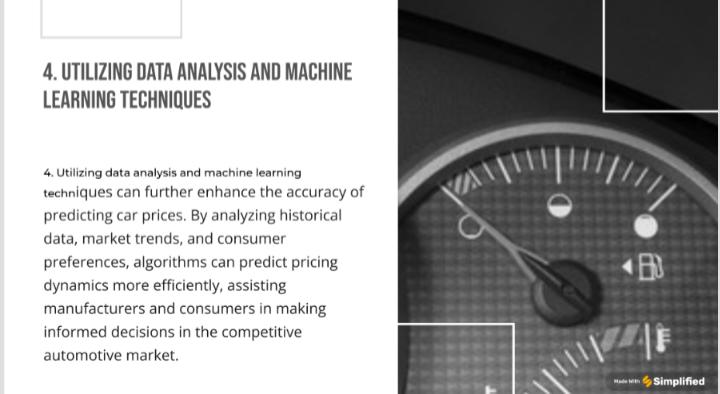 4. UTILIZING DATA ANALYSIS AND MACHINE
LEARNING TECHNIQUES
4. Utilizing data analysis and machine learning
techniques can further enhance the accuracy of
predicting car prices. By analyzing historical
data, market trends, and consumer
preferences, algorithms can predict pricing
dynamics more efficiently, assisting
manufacturers and consumers in making
informed decisions in the competitive
automotive market.
Made With Simplified